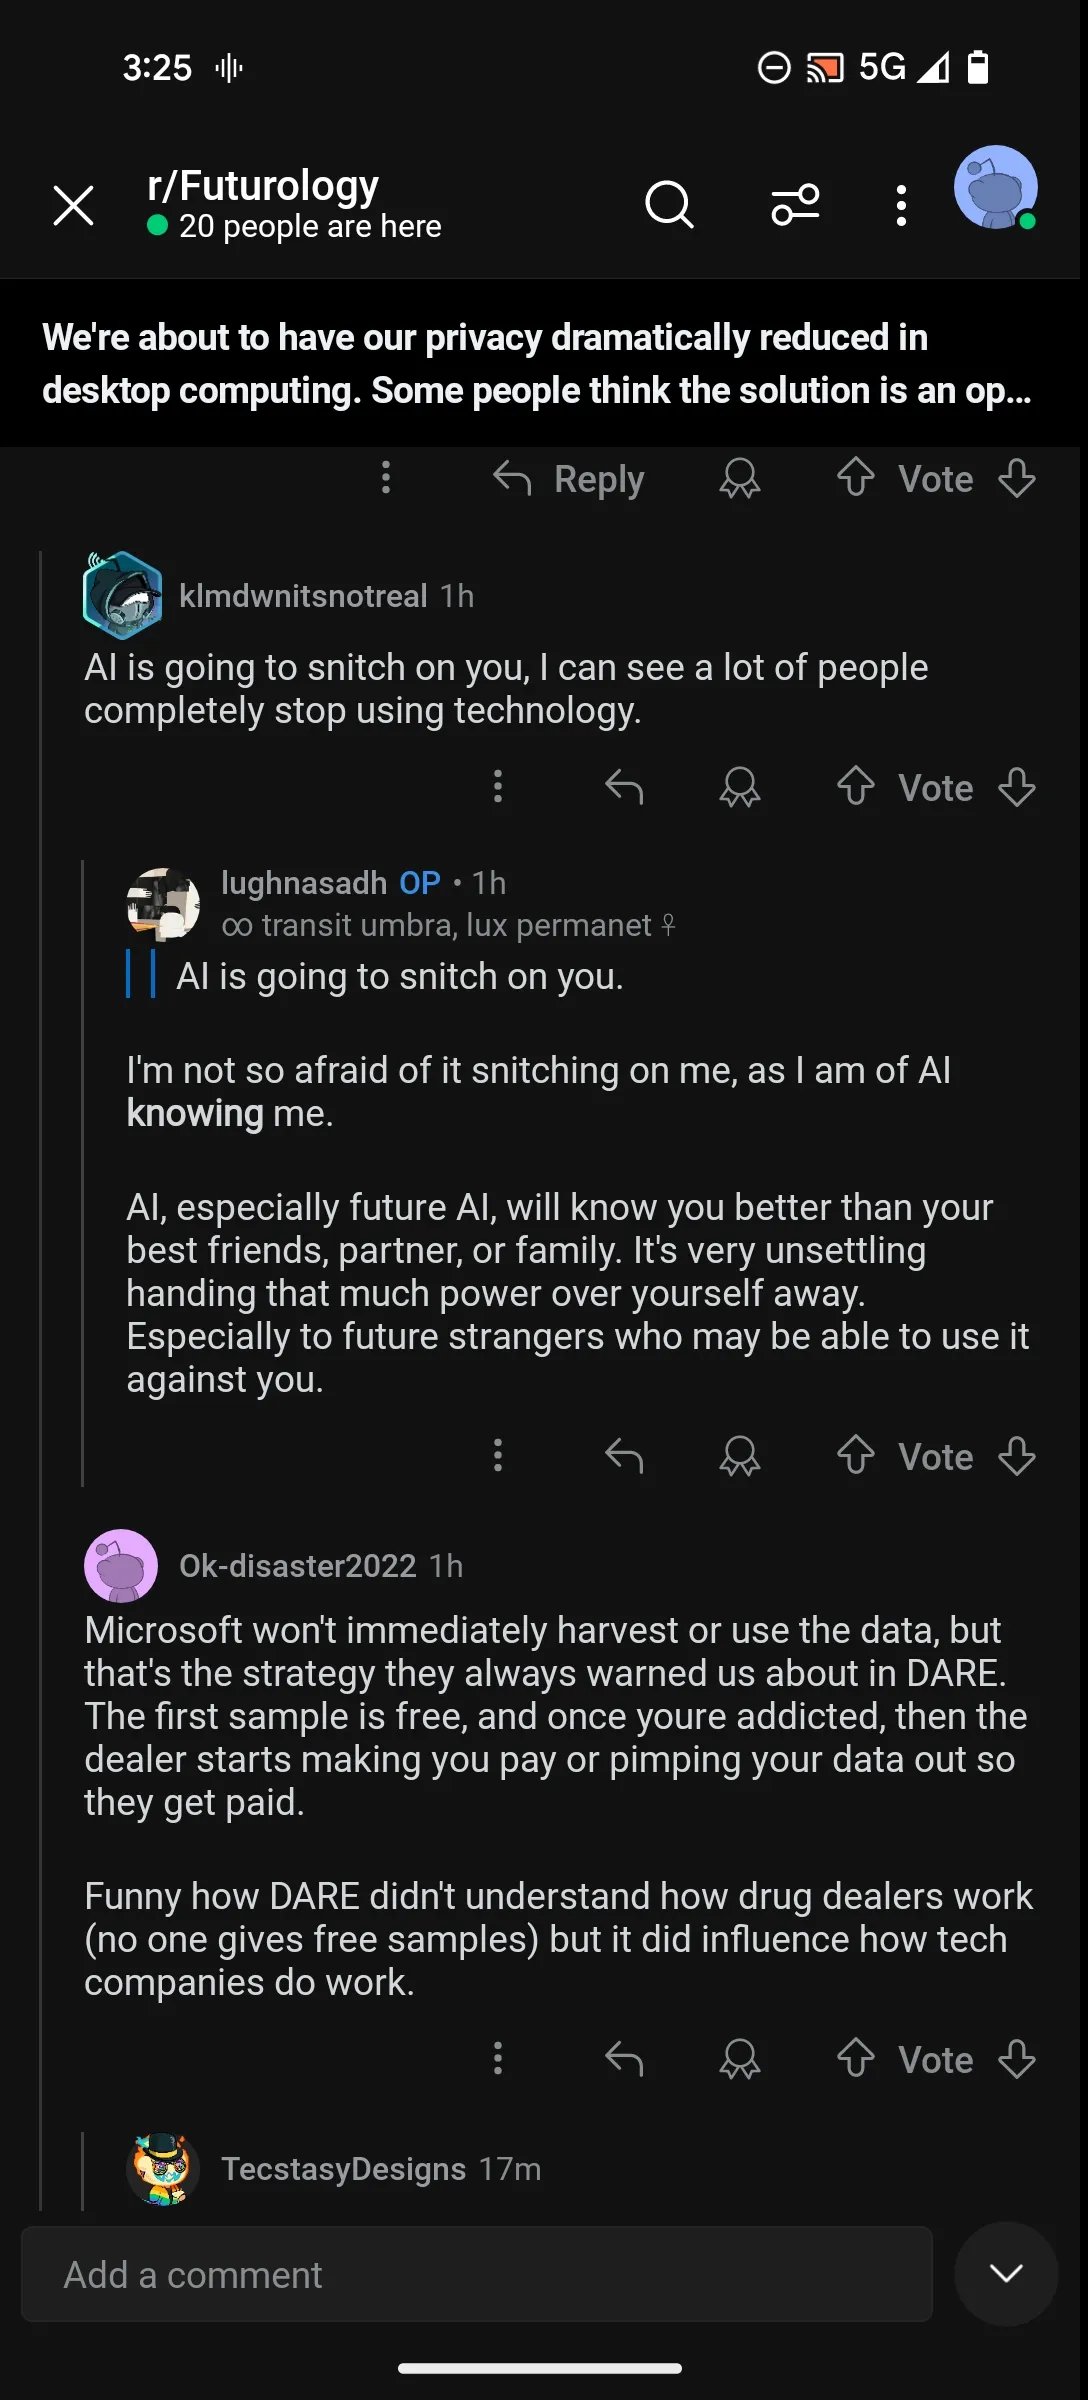 3:25
5G
r/Futurology
20 people are here
We're about to have our privacy dramatically reduced in
desktop computing. Some people think the solution is an op...
Reply
Vote
klmdwnitsnotreal 1h
AI is going to snitch on you, I can see a lot of people
completely stop using technology.
Vote
lughnasadh OP • 1h
∞ transit umbra, lux permanet ♀
AI is going to snitch on you.
I'm not so afraid of it snitching on me, as I am of AI
knowing me.
AI, especially future AI, will know you better than your
best friends, partner, or family. It's very unsettling
handing that much power over yourself away.
Especially to future strangers who may be able to use it
against you.
Vote
Ok-disaster2022 1h
Microsoft won't immediately harvest or use the data, but
that's the strategy they always warned us about in DARE.
The first sample is free, and once youre addicted, then the
dealer starts making you pay or pimping your data out so
they get paid.
Funny how DARE didn't understand how drug dealers work
(no one gives free samples) but it did influence how tech
companies do work.
Vote
TecstasyDesigns 17m
Add a comment